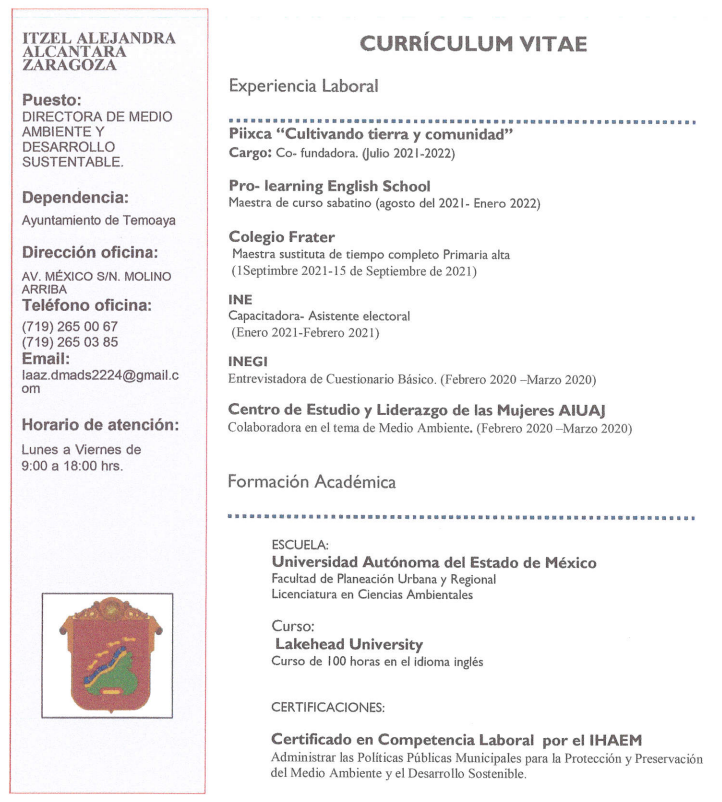 ITZEL ALEJANDRA
ALCANTARA
ZARAGOZA
Puesto:
DIRECTORA DE MEDIO
AMBIENTE Y
DESARROLLO
SUSTENTABLE.
Dependencia:
Ayuntamiento de Temoaya
Dirección oficina:
AV. MÉXICO S/N. MOLINO
ARRIBA
Teléfono oficina:
(719) 265 00 67
(719) 265 03 85
Email:
laaz.dmads2224@gmail.c
om
Horario de atención:
Lunes a Viernes de
9:00 a 18:00 hrs.
CURRÍCULUM VITAE
Experiencia Laboral
Piixca “Cultivando tierra y comunidad”
Cargo: Co- fundadora. (Julio 2021-2022)
Pro- learning English School
Maestra de curso sabatino (agosto del 2021- Enero 2022)
Colegio Frater
Maestra sustituta de tiempo completo Primaria alta
(1Septimbre 2021-15 de Septiembre de 2021)
INE
Capacitadora- Asistente electoral
(Enero 2021-Febrero 2021)
INEGI
Entrevistadora de Cuestionario Básico. (Febrero 2020 –Marzo 2020)
Centro de Estudio y Liderazgo de las Mujeres AIUAJ
Colaboradora en el tema de Medio Ambiente. (Febrero 2020 –Marzo 2020)
Formación Académica
ESCUELA:
Universidad Autónoma del Estado de México
Facultad de Planeación Urbana y Regional
Licenciatura en Ciencias Ambientales
Curso:
Lakehead University
Curso de 100 horas en el idioma inglés
CERTIFICACIONES:
Certificado en Competencia Laboral por el IHAEM
Administrar las Políticas Públicas Municipales para la Protección y Preservación
del Medio Ambiente y el Desarrollo Sostenible.